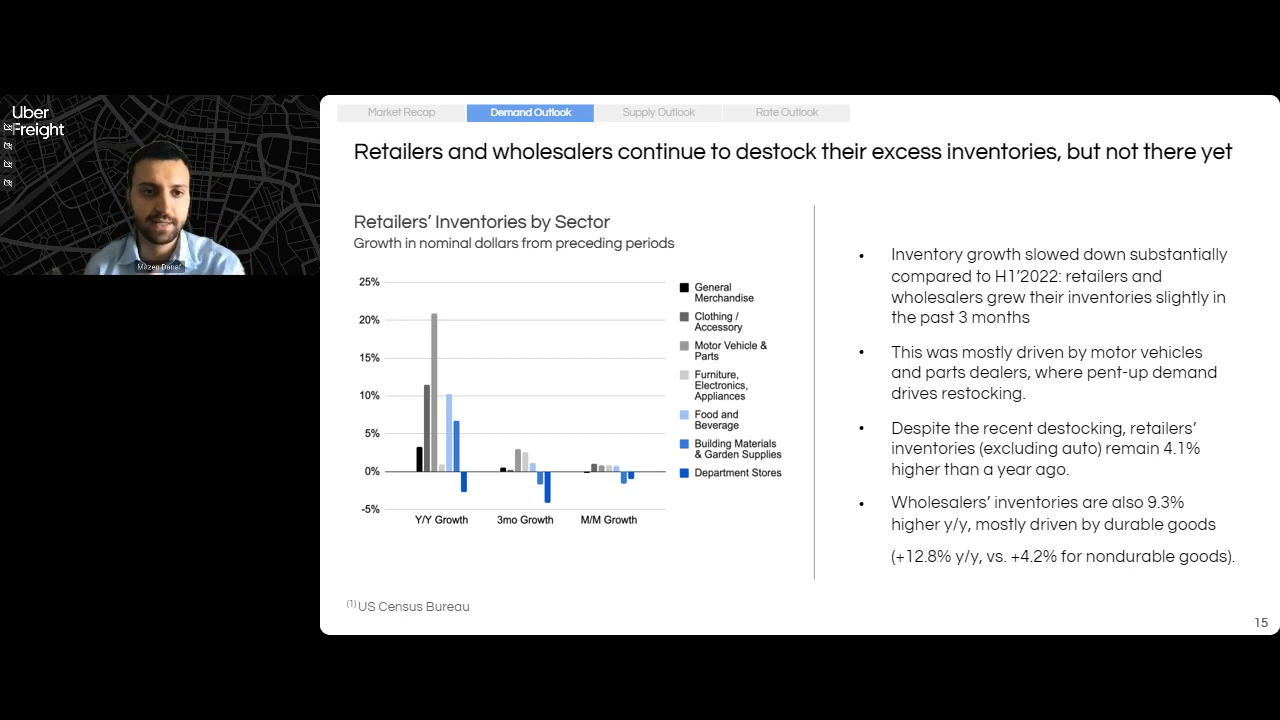 Uber
Freight
Mazen Danaf
Market Recap
Demand Outlook
Supply Outlook
Rate Outlook
Retailers and wholesalers continue to destock their excess inventories, but not there yet
Retailers’ Inventories by Sector
Growth in nominal dollars from preceding periods
25%
20%
15%
10%
5%
0%
-5%
Y/Y Growth
3mo Growth
M/M Growth
General
Merchandise
Clothing /
Accessory
Motor Vehicle &
Parts
Furniture,
Electronics,
Appliances
Food and
Beverage
Building Materials
& Garden Supplies
Department Stores
• Inventory growth slowed down substantially
compared to H1’2022: retailers and
wholesalers grew their inventories slightly in
the past 3 months
• This was mostly driven by motor vehicles
and parts dealers, where pent-up demand
drives restocking.
• Despite the recent destocking, retailers’
inventories (excluding auto) remain 4.1%
higher than a year ago.
• Wholesalers’ inventories are also 9.3%
higher y/y, mostly driven by durable goods
(+12.8% y/y, vs. +4.2% for nondurable goods).
(1) US Census Bureau
15